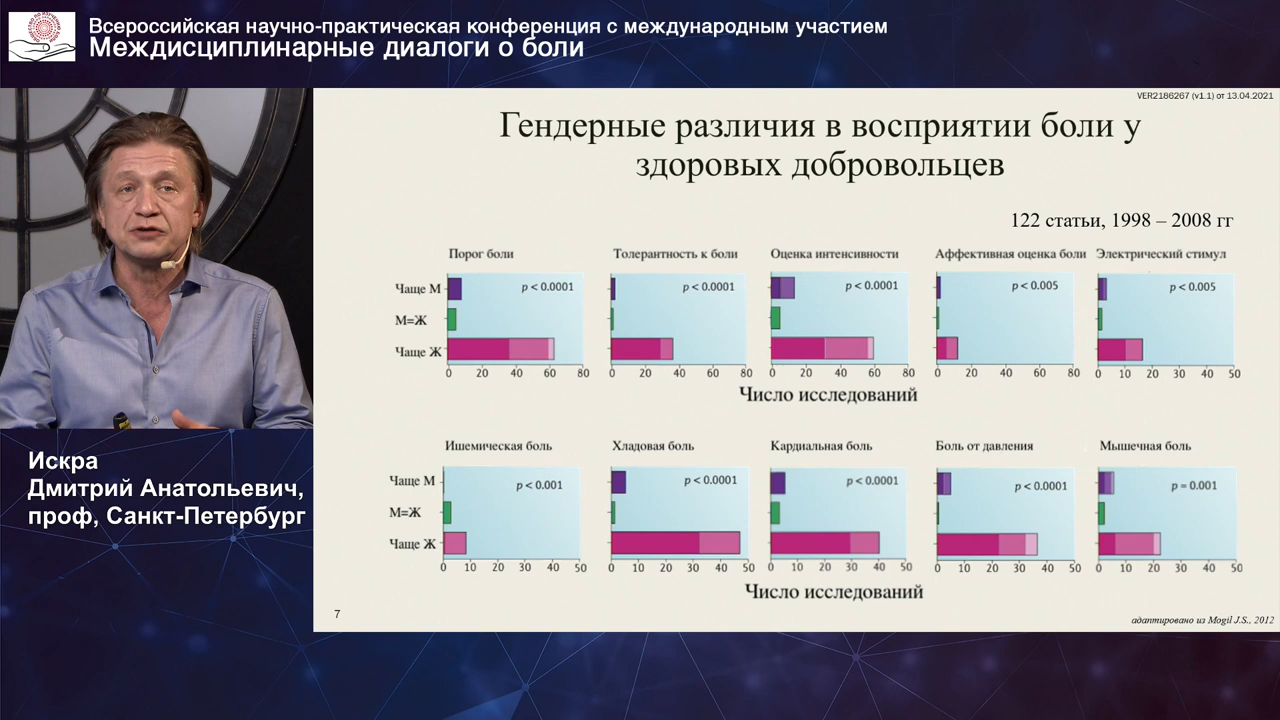 Всероссийская научно-практическая конференция с международным участием
Междисциплинарные диалоги о боли
VER2186267 (v1.1) от 13.04.2021
Гендерные различия в восприятии боли у
здоровых добровольцев
122 статьи, 1998 – 2008 гг
Порог боли Толерантность к боли Оценка интенсивности Аффективная оценка боли Электрический стимул
Чаще М p < 0.0001 p < 0.0001 p < 0.0001 p < 0.005 p < 0.005
М=Ж
Чаще Ж
0 20 40 60 80 0 20 40 60 80 0 20 40 60 80 0 20 40 60 80 0 10 20 30 40 50
Число исследований
Ишемическая боль Хладовая боль Кардиальная боль Боль от давления Мышечная боль
Чаще М p < 0.001 p < 0.0001 p < 0.0001 p < 0.0001 p = 0.001
М=Ж
Чаще Ж
0 10 20 30 40 50 0 10 20 30 40 50 0 10 20 30 40 50 0 10 20 30 40 50 0 10 20 30 40 50
Число исследований
7
адаптировано из Mogil J.S., 2012
Искра
Дмитрий Анатольевич,
проф, Санкт-Петербург